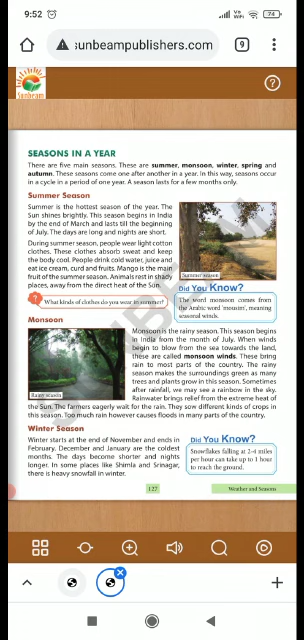 9:52
74
sunbeampublishers.com
9
Sunbeam
SEASONS IN A YEAR
There are five main seasons. These are summer, monsoon, winter, spring and
autumn. These seasons come one after another in a year. In this way, seasons occur
in a cycle in a period of one year. A season lasts for a few months only.
Summer Season
Summer is the hottest season of the year. The
Sun shines brightly. This season begins in India
by the end of March and lasts till the beginning
of July. The days are long and nights are short.
During summer season, people wear light cotton
clothes. These clothes absorb sweat and keep
the body cool. People drink cold water, juice and
eat ice cream, curd and fruits. Mango is the main
fruit of the summer season. Animals rest in shady
places, away from the direct heat of the Sun.
Summer season
What kinds of clothes do you wear in summer?
Did You Know?
The word monsoon comes from
the Arabic word 'mousim', meaning
seasonal winds.
Monsoon
Monsoon is the rainy season. This season begins
in India from the month of July. When winds
begin to blow from the sea towards the land,
these are called monsoon winds. These bring
rain to most parts of the country. The rainy
season makes the surroundings green as many
trees and plants grow in this season. Sometimes
after rainfall, we may see a rainbow in the sky.
Rainwater brings relief from the extreme heat of
Rainy season
the Sun. The farmers eagerly wait for the rain. They sow different kinds of crops in
this season. Too much rain however causes floods in many parts of the country.
Winter Season
Winter starts at the end of November and ends in
February. December and January are the coldest
months. The days become shorter and nights
longer. In some places like Shimla and Srinagar,
there is heavy snowfall in winter.
Did You Know?
Snowflakes falling at 2-4 miles
per hour can take up to 1 hour
to reach the ground.
127
Weather and Seasons